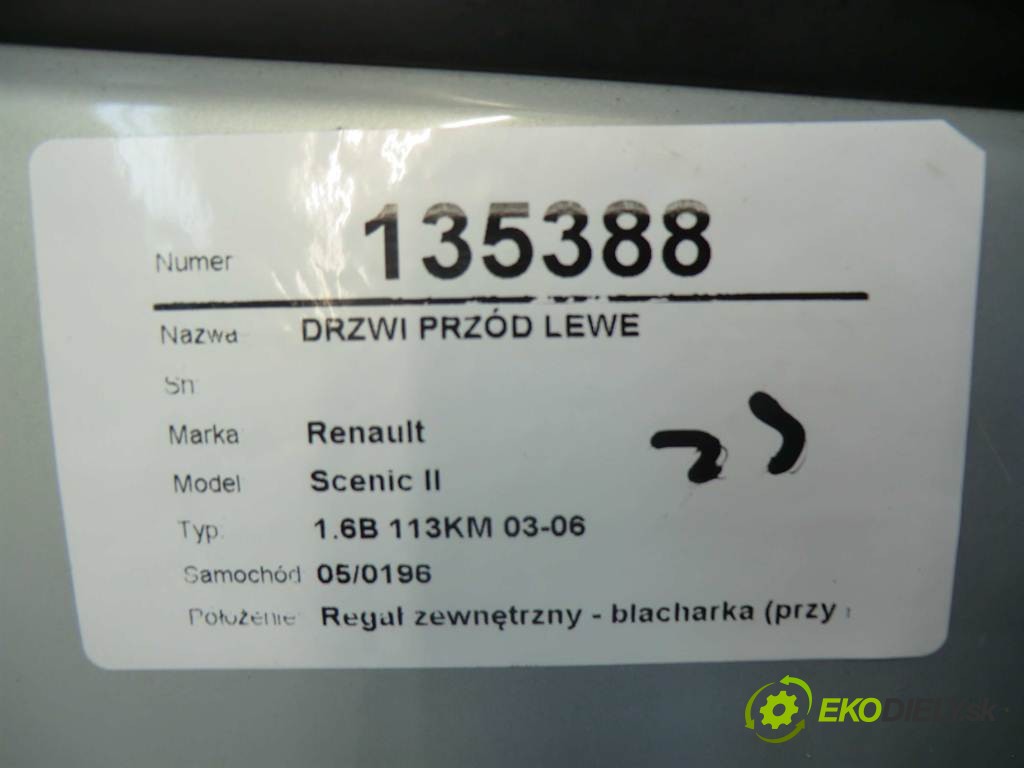 Numer 135388
Nazwa DRZWI PRZÓD LEWE
Sn
Marka Renault
Model Scenic II
Typ: 1.6B 113KM 03-06
Samochód 05/0196
Położenie Regał zewnętrzny - blacharka (przy
EKODIELY.sk